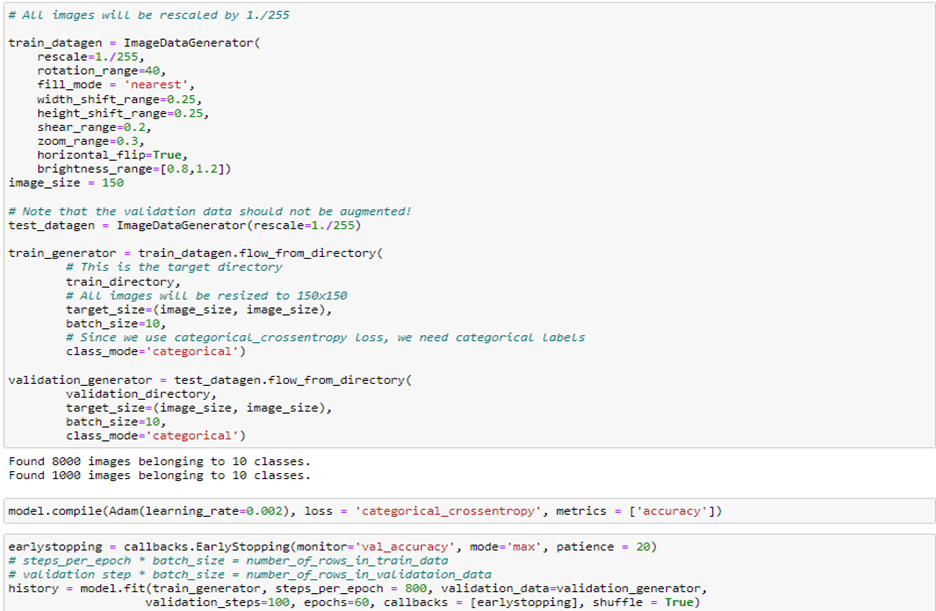 # All images will be rescaled by 1./255
train_datagen = ImageDataGenerator(
    rescale=1./255,
    rotation_range=40,
    fill_mode = 'nearest',
    width_shift_range=0.25,
    height_shift_range=0.25,
    shear_range=0.2,
    zoom_range=0.3,
    horizontal_flip=True,
    brightness_range=[0.8,1.2])
image_size = 150
# Note that the validation data should not be augmented!
test_datagen = ImageDataGenerator(rescale=1./255)
train_generator = train_datagen.flow_from_directory(
        # This is the target directory
        train_directory,
        # All images will be resized to 150x150
        target_size=(image_size, image_size),
        batch_size=10,
        # Since we use categorical_crossentropy loss, we need categorical labels
        class_mode='categorical')
validation_generator = test_datagen.flow_from_directory(
        validation_directory,
        target_size=(image_size, image_size),
        batch_size=10,
        class_mode='categorical')
Found 8000 images belonging to 10 classes.
Found 1000 images belonging to 10 classes.
model.compile(Adam(learning_rate=0.002), loss = 'categorical_crossentropy', metrics = ['accuracy'])
earlystopping = callbacks.EarlyStopping(monitor='val_accuracy', mode='max', patience = 20)
# steps_per_epoch * batch_size = number_of_rows_in_train_data
# validation step * batch_size = number_of_rows_in_validataion_data
history = model.fit(train_generator, steps_per_epoch = 800, validation_data=validation_generator,
                    validation_steps=100, epochs=60, callbacks = [earlystopping], shuffle = True)